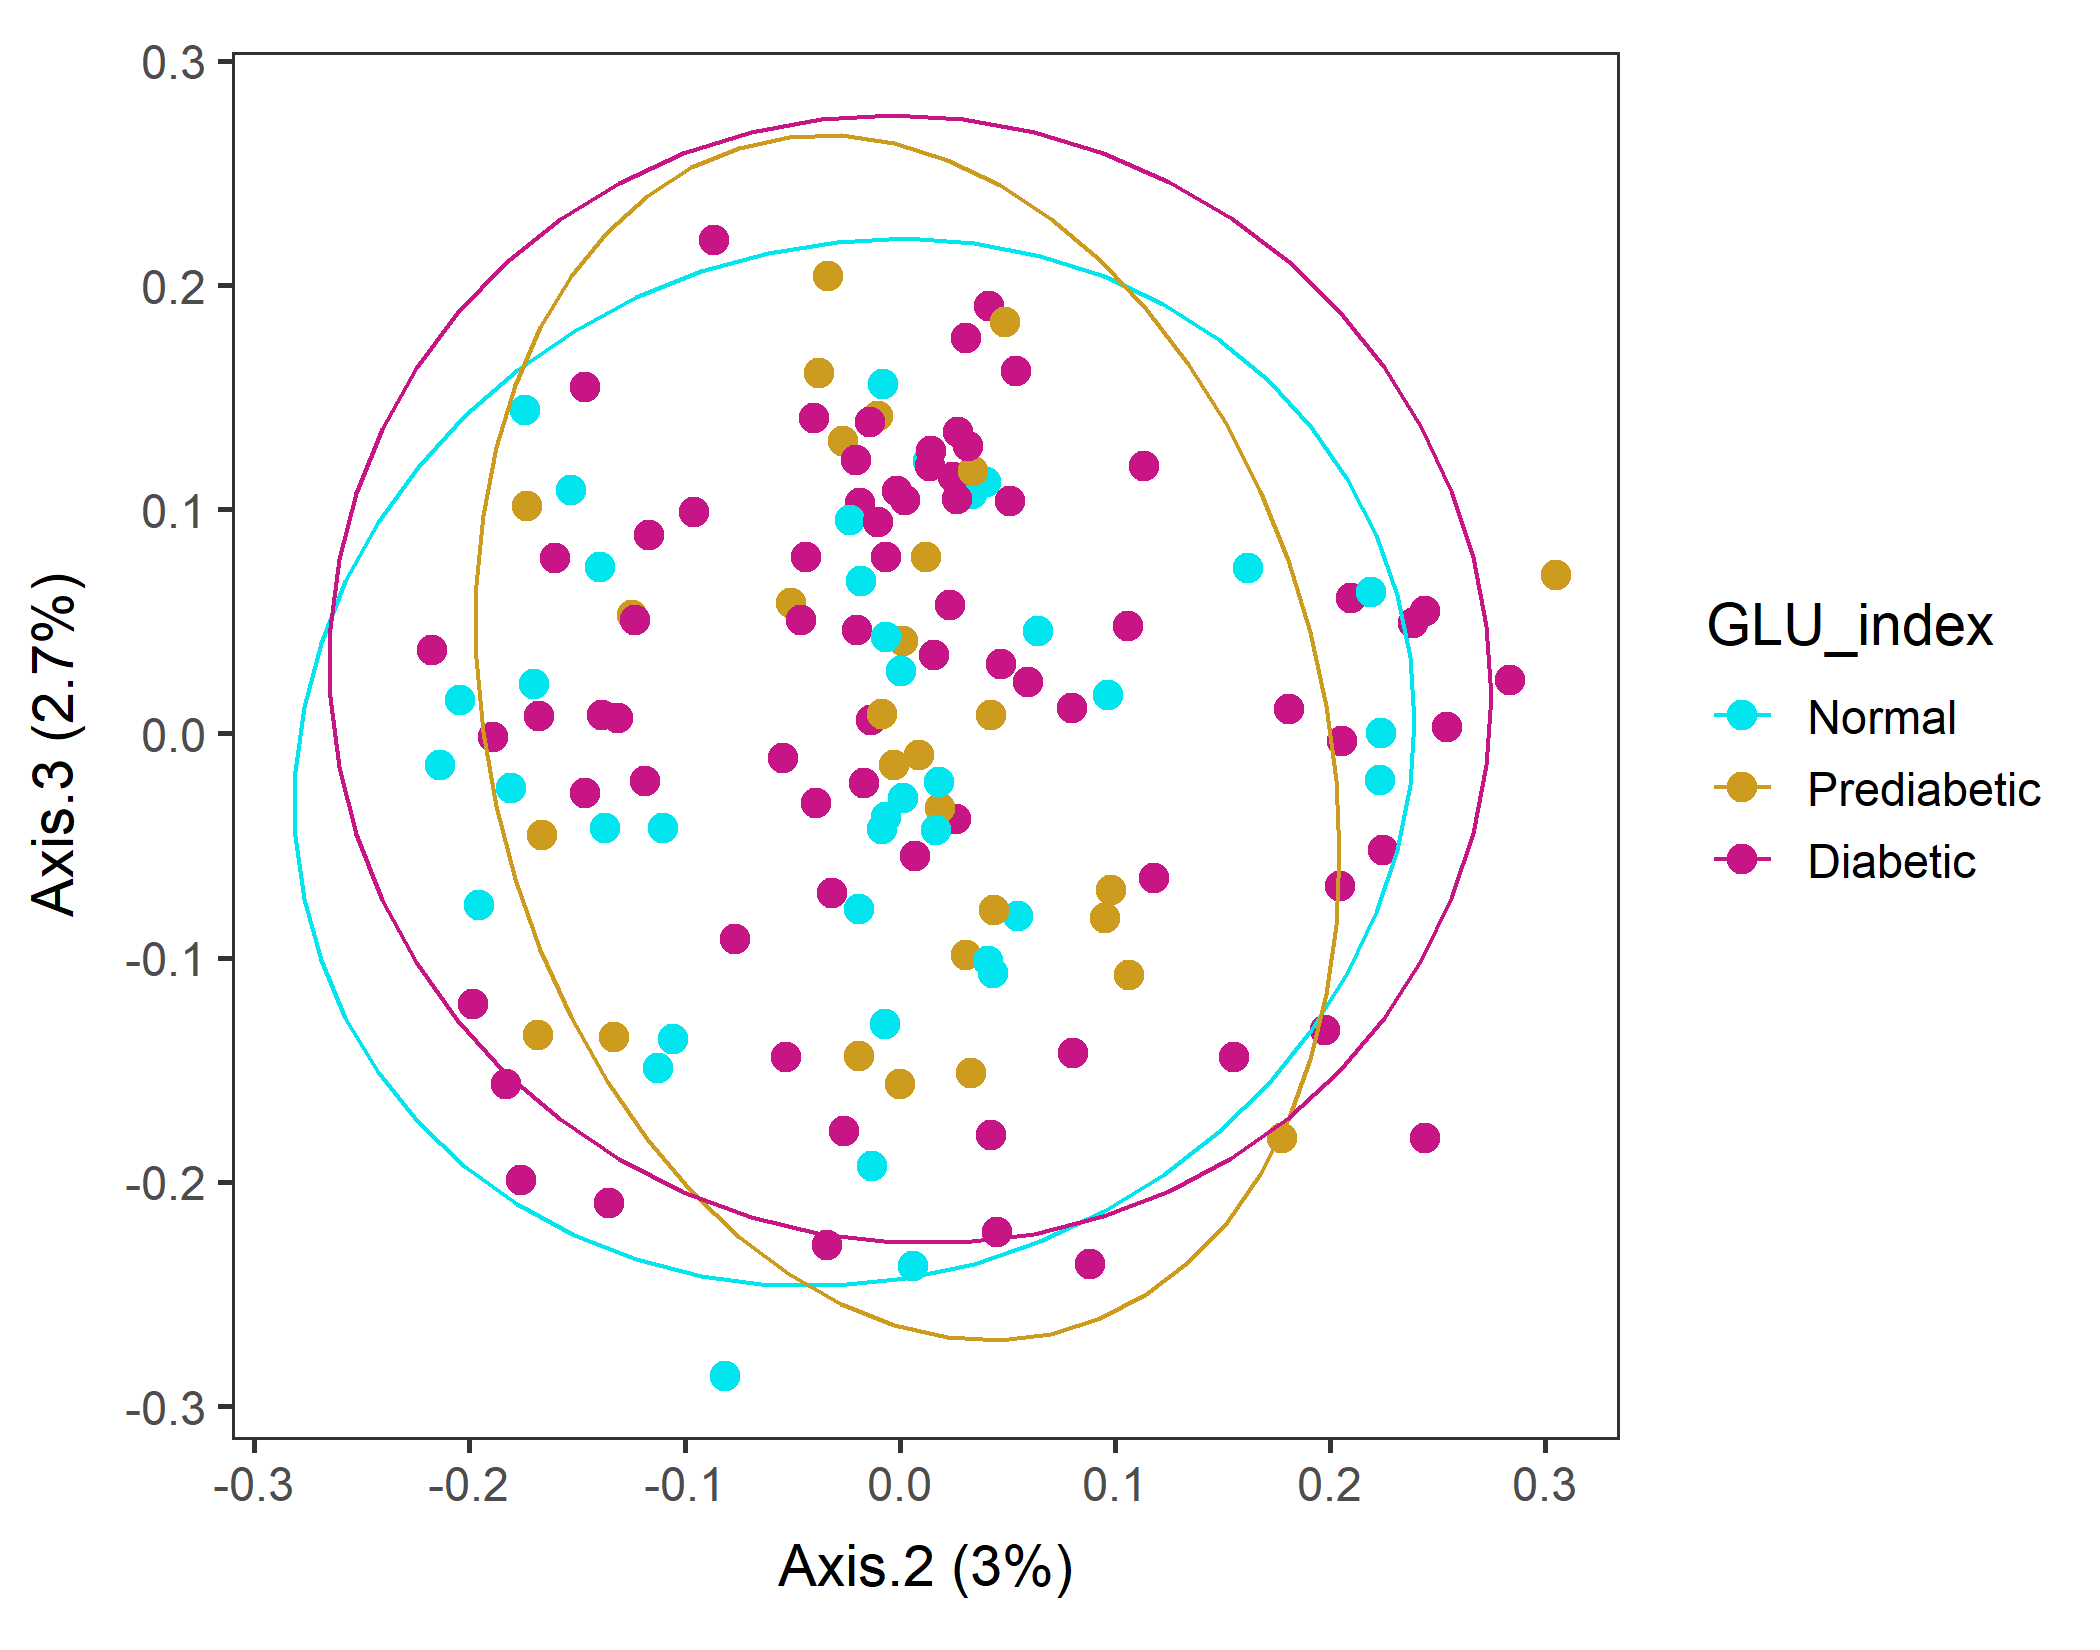 0.3
0.2
0.1
0.0
-0.1
-0.2
-0.3
Axis.3 (2.7%)
-0.3 -0.2 -0.1 0.0 0.1 0.2 0.3
Axis.2 (3%)
GLU_index
Normal
Prediabetic
Diabetic